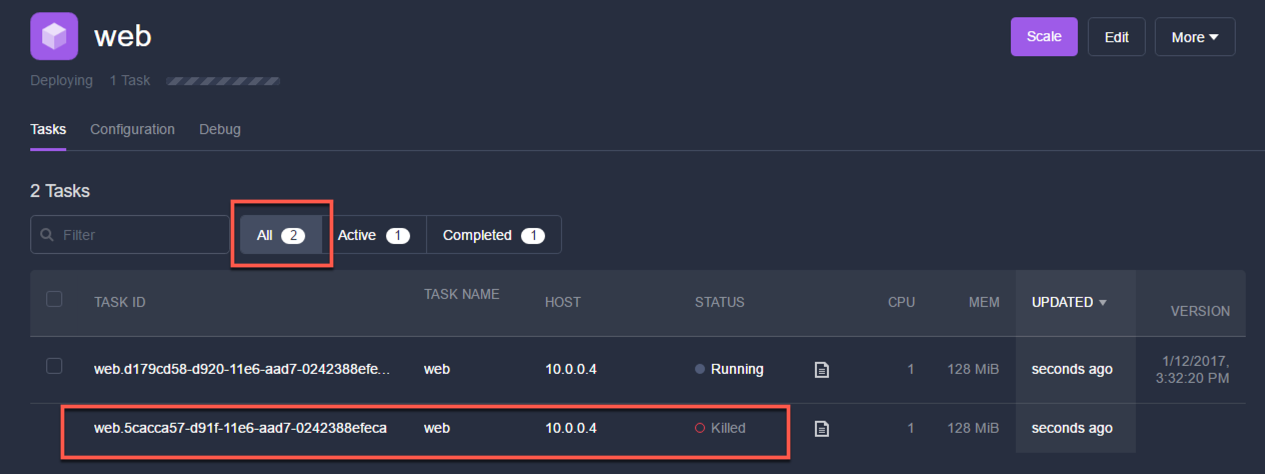 web
Scale Edit More
Deploying 1 Task
Tasks Configuration Debug
2 Tasks
Filter All 2 Active 1 Completed 1
TASK ID TASK NAME HOST STATUS CPU MEM UPDATED VERSION
web.d179cd58-d920-11e6-aad7-0242388efe... web 10.0.0.4 Running 1 128 MiB seconds ago 1/12/2017,
3:32:20 PM
web.5cacca57-d91f-11e6-aad7-0242388efeca web 10.0.0.4 Killed 1 128 MiB seconds ago